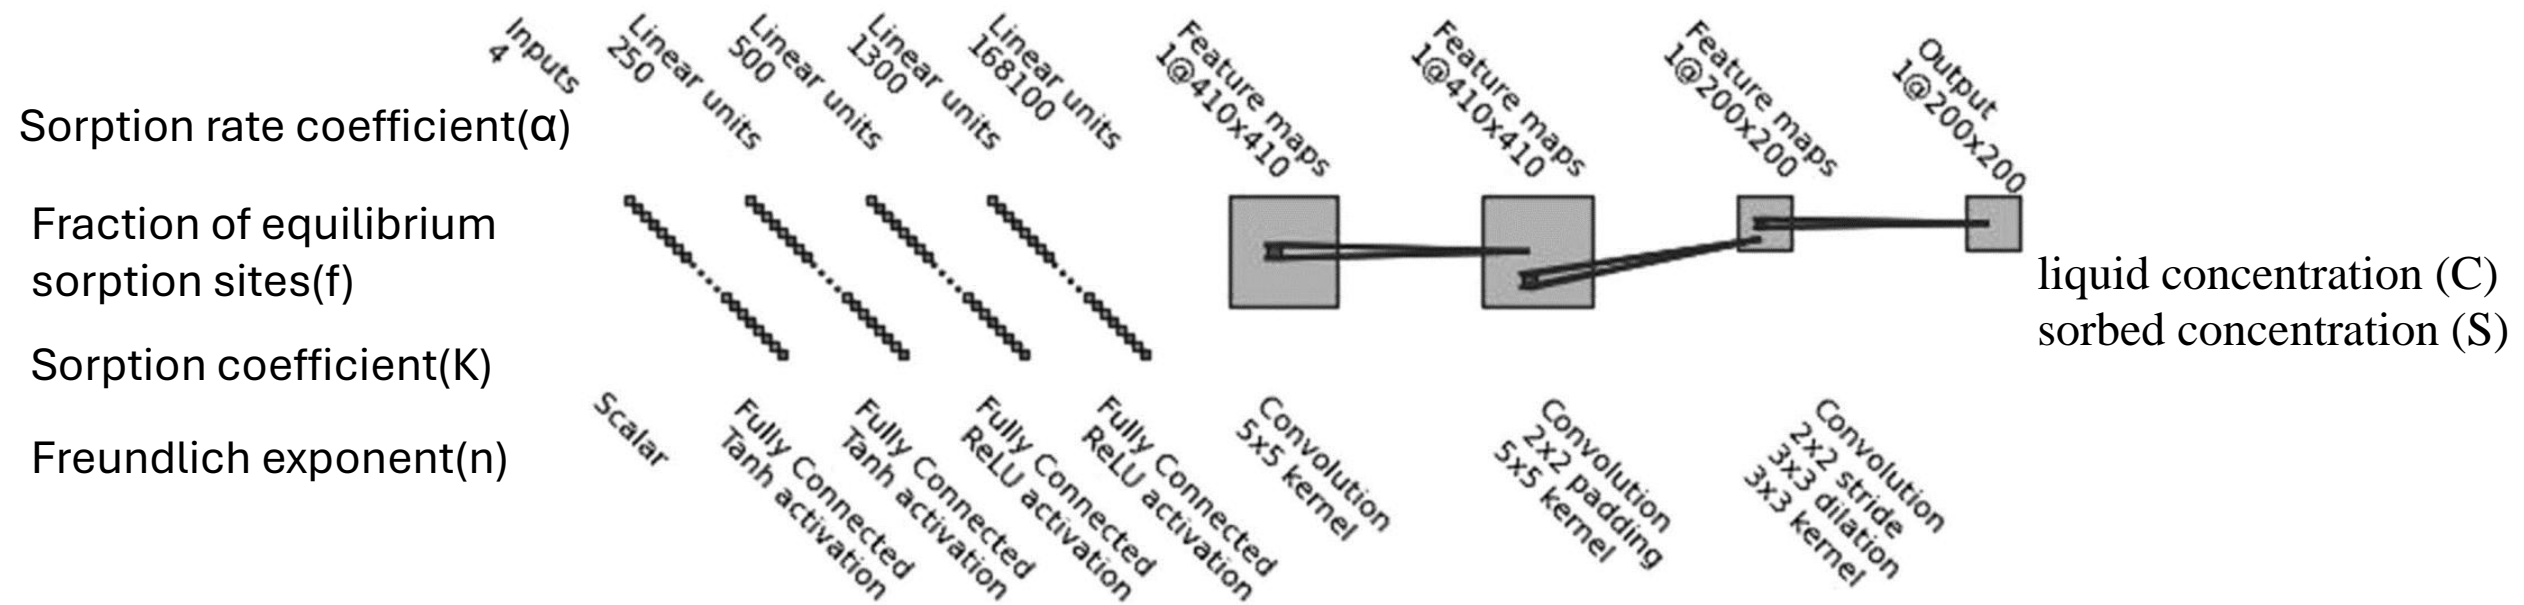 Inputs
4
Linear units
250
Linear units
500
Linear units
1300
Linear units
168100
Feature maps
1@410x410
Feature maps
1@410x410
Feature maps
1@200x200
Output
1@200x200
Sorption rate coefficient(α)
Fraction of equilibrium
sorption sites(f)
Sorption coefficient(K)
Freundlich exponent(n)
liquid concentration (C)
sorbed concentration (S)
Scalar
Fully Connected
Tanh activation
Fully Connected
Tanh activation
Fully Connected
ReLU activation
Fully Connected
ReLU activation
Convolution
5x5 kernel
Convolution
2x2 padding
5x5 kernel
Convolution
2x2 stride
3x3 dilation
3x3 kernel